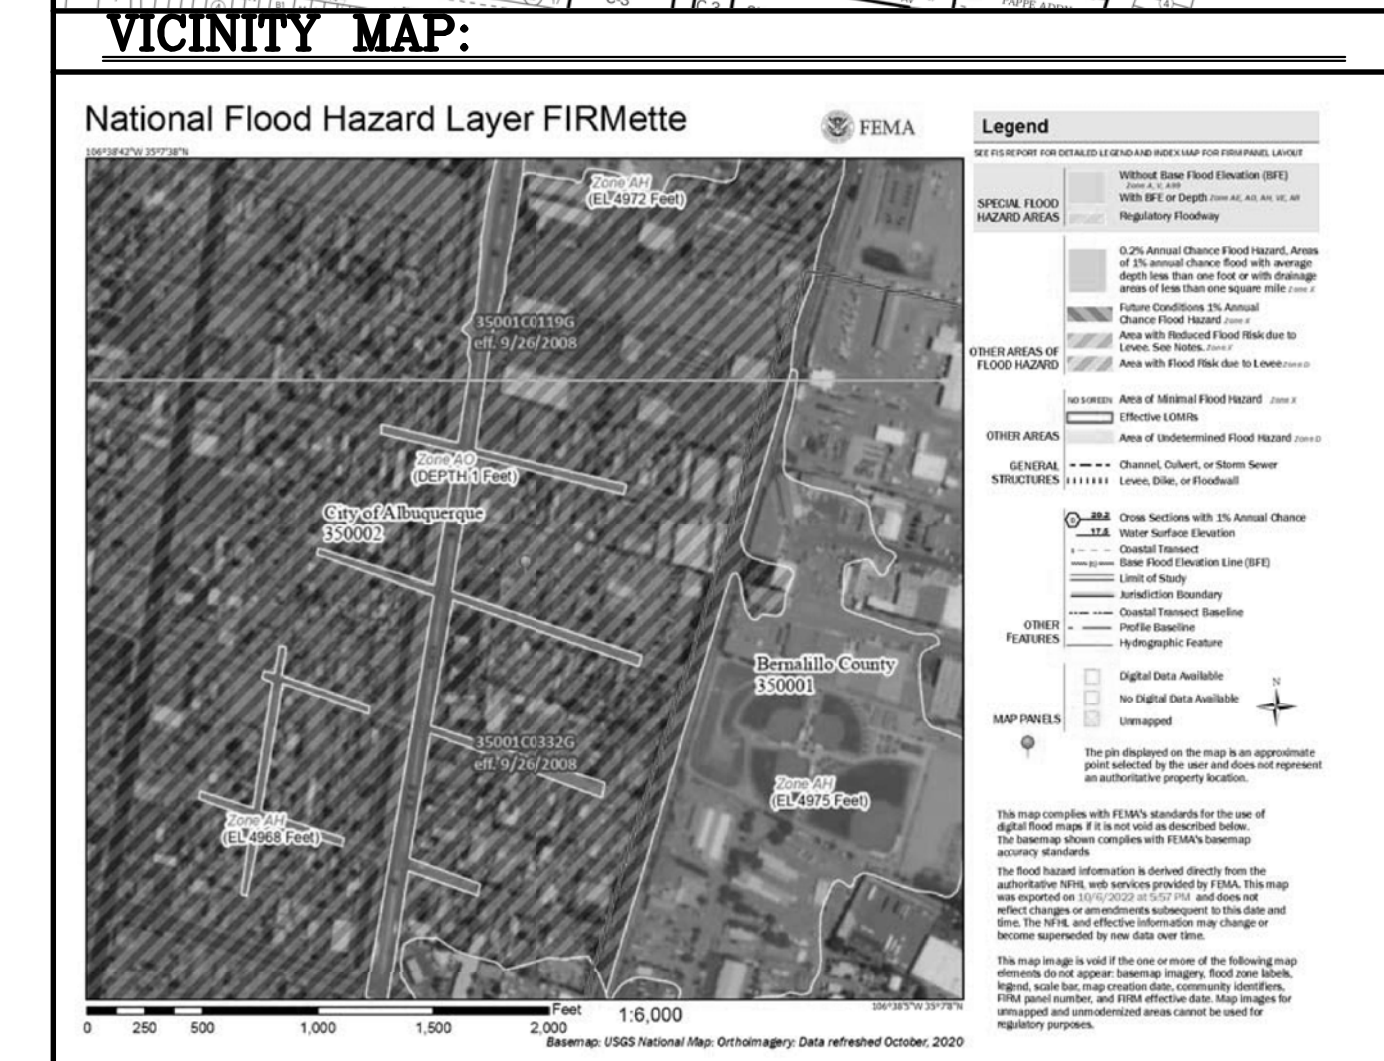 VICINITY MAP:
National Flood Hazard Layer FIRMette
FEMA
106°38'42"W 35°7'38"N
Zone AH
(EL 4972 Feet)
35001C0119G
eff. 9/26/2008
Zone AO
(DEPTH 1 Feet)
City of Albuquerque
350002
Bernalillo County
350001
35001C0332G
eff. 9/26/2008
Zone AH
(EL 4975 Feet)
Zone AH
(EL 4968 Feet)
0 250 500 1,000 1,500 2,000 Feet
1:6,000
106°38'5"W 35°7'8"N
Basemap: USGS National Map: Orthoimagery: Data refreshed October, 2020
Legend
SEE FIS REPORT FOR DETAILED LEGEND AND INDEX MAP FOR FIRM PANEL LAYOUT
SPECIAL FLOOD
HAZARD AREAS
Without Base Flood Elevation (BFE)
Zone A, V, A99
With BFE or Depth Zone AE, AO, AH, VE, AR
Regulatory Floodway
OTHER AREAS OF
FLOOD HAZARD
0.2% Annual Chance Flood Hazard, Areas
of 1% annual chance flood with average
depth less than one foot or with drainage
areas of less than one square mile Zone X
Future Conditions 1% Annual
Chance Flood Hazard Zone X
Area with Reduced Flood Risk due to
Levee. See Notes. Zone X
Area with Flood Risk due to Levee Zone D
OTHER AREAS
NO SCREEN Area of Minimal Flood Hazard Zone X
Effective LOMRs
Area of Undetermined Flood Hazard Zone D
GENERAL
STRUCTURES
Channel, Culvert, or Storm Sewer
Levee, Dike, or Floodwall
OTHER
FEATURES
20.2 Cross Sections with 1% Annual Chance
17.5 Water Surface Elevation
Coastal Transect
Base Flood Elevation Line (BFE)
Limit of Study
Jurisdiction Boundary
Coastal Transect Baseline
Profile Baseline
Hydrographic Feature
MAP PANELS
Digital Data Available
No Digital Data Available
Unmapped
N
The pin displayed on the map is an approximate
point selected by the user and does not represent
an authoritative property location.
This map complies with FEMA's standards for the use of
digital flood maps if it is not void as described below.
The basemap shown complies with FEMA's basemap
accuracy standards
The flood hazard information is derived directly from the
authoritative NFHL web services provided by FEMA. This map
was exported on 10/6/2022 at 5:57 PM and does not
reflect changes or amendments subsequent to this date and
time. The NFHL and effective information may change or
become superseded by new data over time.
This map image is void if the one or more of the following map
elements do not appear: basemap imagery, flood zone labels,
legend, scale bar, map creation date, community identifiers,
FIRM panel number, and FIRM effective date. Map images for
unmapped and unmodernized areas cannot be used for
regulatory purposes.